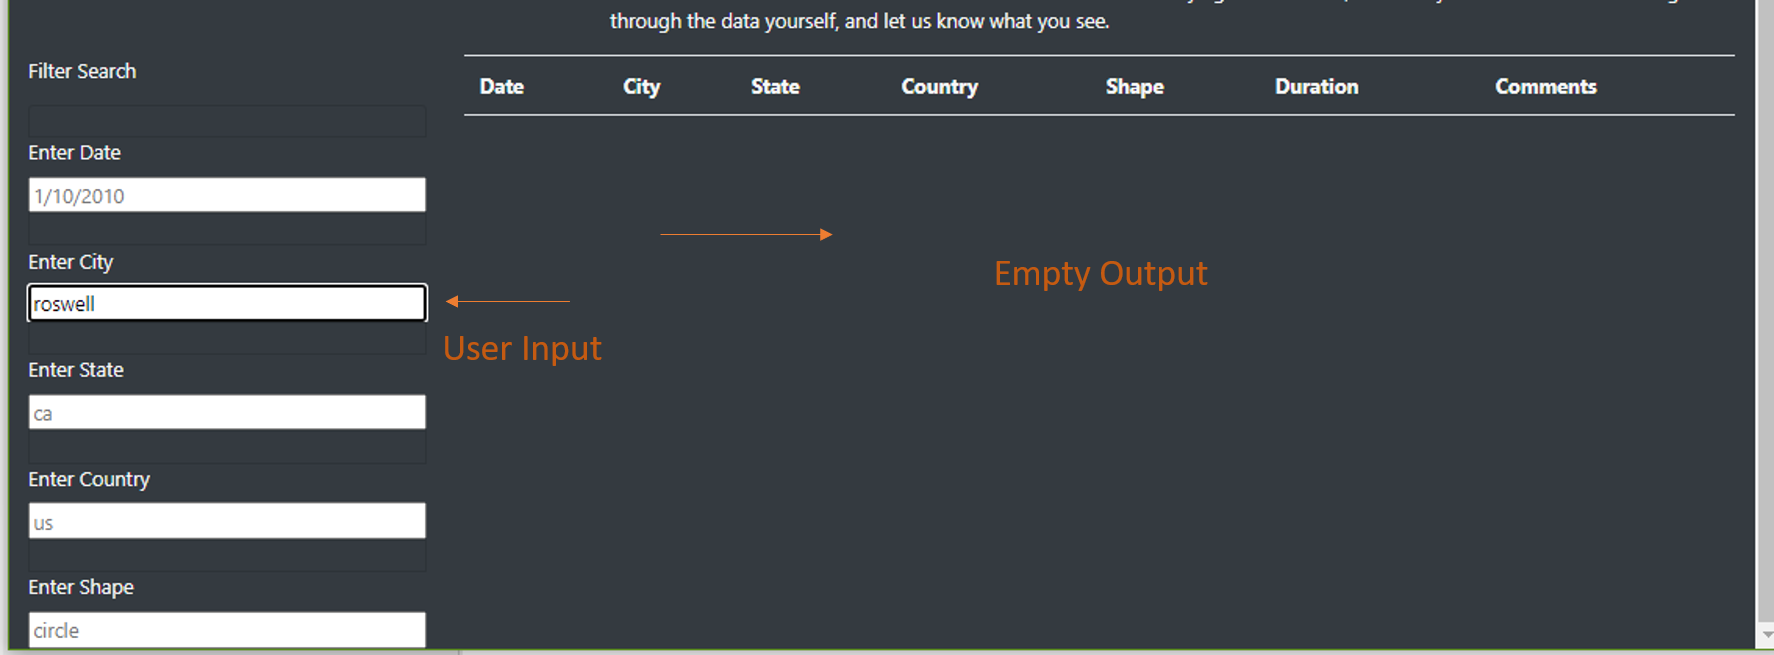 through the data yourself, and let us know what you see.
Filter Search
Date City State Country Shape Duration Comments
Enter Date
1/10/2010
Enter City
roswell
Empty Output
User Input
Enter State
ca
Enter Country
us
Enter Shape
circle